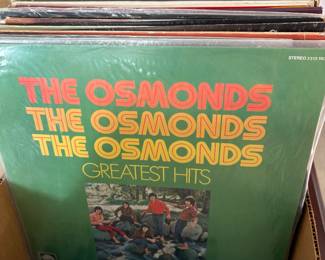 STEREO
THE OSMONDS
THE OSMONDS
THE OSMONDS
GREATEST HITS